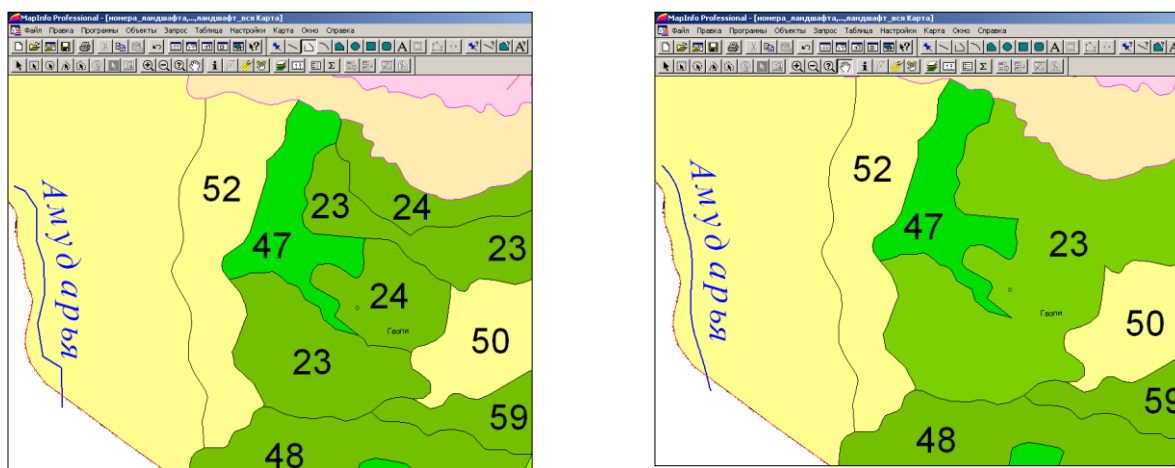 MapInfo Professional - [номера_ландшафта,...,ландшафт_вся Карта]
Файл Правка Программы Объекты Запрос Таблица Настройки Карта Окно Справка
52
23
24
47
23
24
Газли
50
23
59
48
Амударья
MapInfo Professional - [номера_ландшафта,...,ландшафт_вся Карта]
Файл Правка Программы Объекты Запрос Таблица Настройки Карта Окно Справка
52
47
23
Газли
50
59
48
Амударья